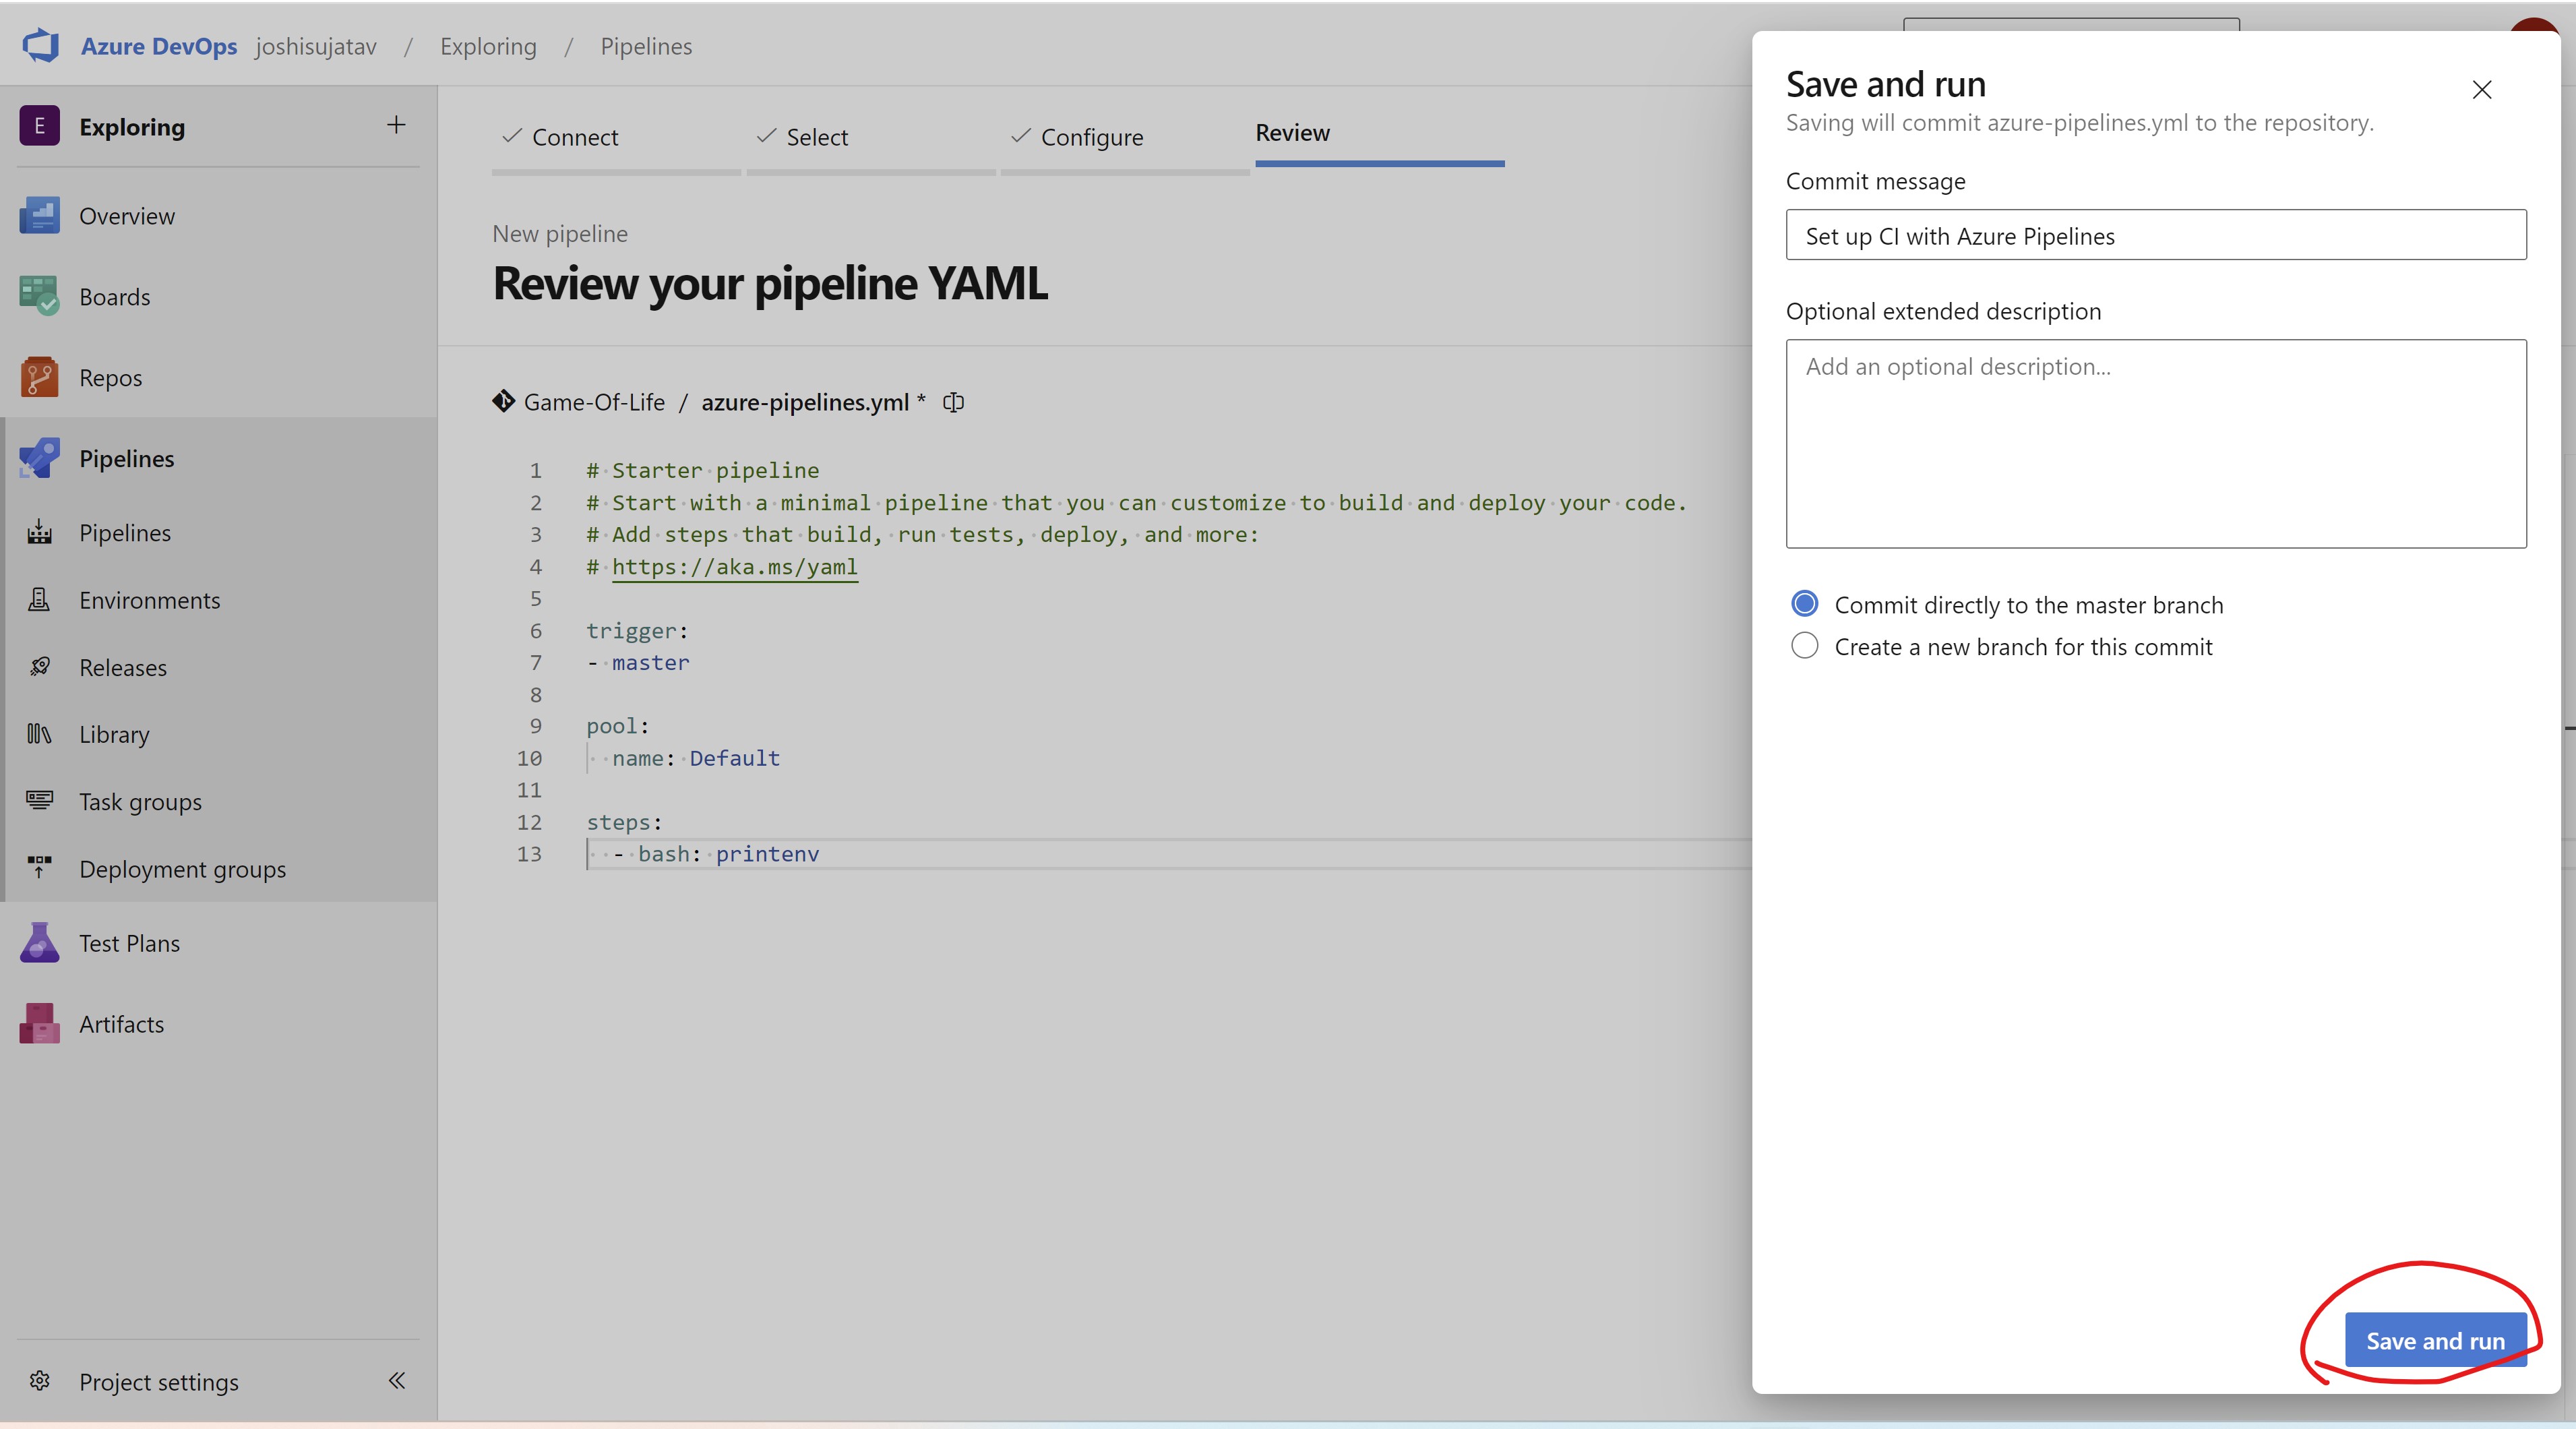 Azure DevOps joshisujatav / Exploring / Pipelines
E Exploring
Overview
Boards
Repos
Pipelines
Pipelines
Environments
Releases
Library
Task groups
Deployment groups
Test Plans
Artifacts
Project settings
Connect Select Configure Review
New pipeline
Review your pipeline YAML
Game-Of-Life / azure-pipelines.yml *
1 # Starter pipeline
2 # Start with a minimal pipeline that you can customize to build and deploy your code.
3 # Add steps that build, run tests, deploy, and more:
4 # https://aka.ms/yaml
5
6 trigger:
7 - master
8
9 pool:
10   name: Default
11
12 steps:
13   - bash: printenv
Save and run
Saving will commit azure-pipelines.yml to the repository.
Commit message
Set up CI with Azure Pipelines
Optional extended description
Add an optional description...
Commit directly to the master branch
Create a new branch for this commit
Save and run